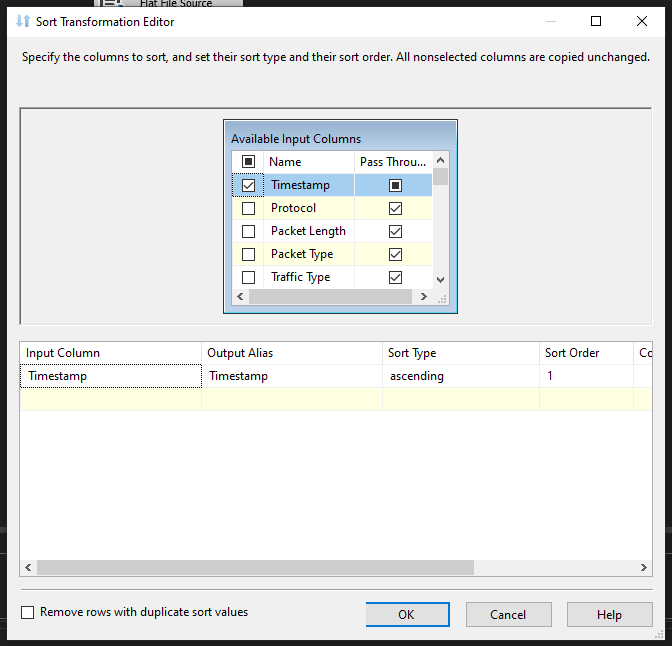 Flat File Source
Sort Transformation Editor
Specify the columns to sort, and set their sort type and their sort order. All nonselected columns are copied unchanged.
Available Input Columns
Name Pass Throu...
Timestamp
Protocol
Packet Length
Packet Type
Traffic Type
Input Column Output Alias Sort Type Sort Order Co
Timestamp Timestamp ascending 1
Remove rows with duplicate sort values
OK Cancel Help